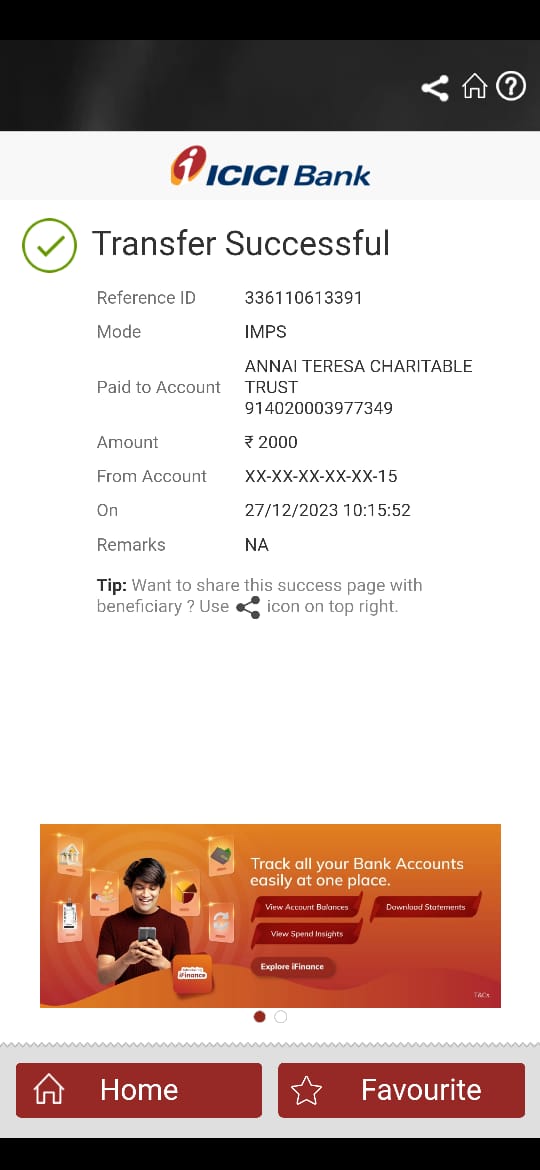 ICICI Bank
Transfer Successful
Reference ID 336110613391
Mode IMPS
Paid to Account ANNAI TERESA CHARITABLE
TRUST
914020003977349
Amount ₹ 2000
From Account XX-XX-XX-XX-XX-15
On 27/12/2023 10:15:52
Remarks NA
Tip: Want to share this success page with
beneficiary ? Use icon on top right.
Track all your Bank Accounts
easily at one place.
View Account Balances
Download Statements
View Spend Insights
Explore iFinance
iFinance
T&Cs
Home
Favourite